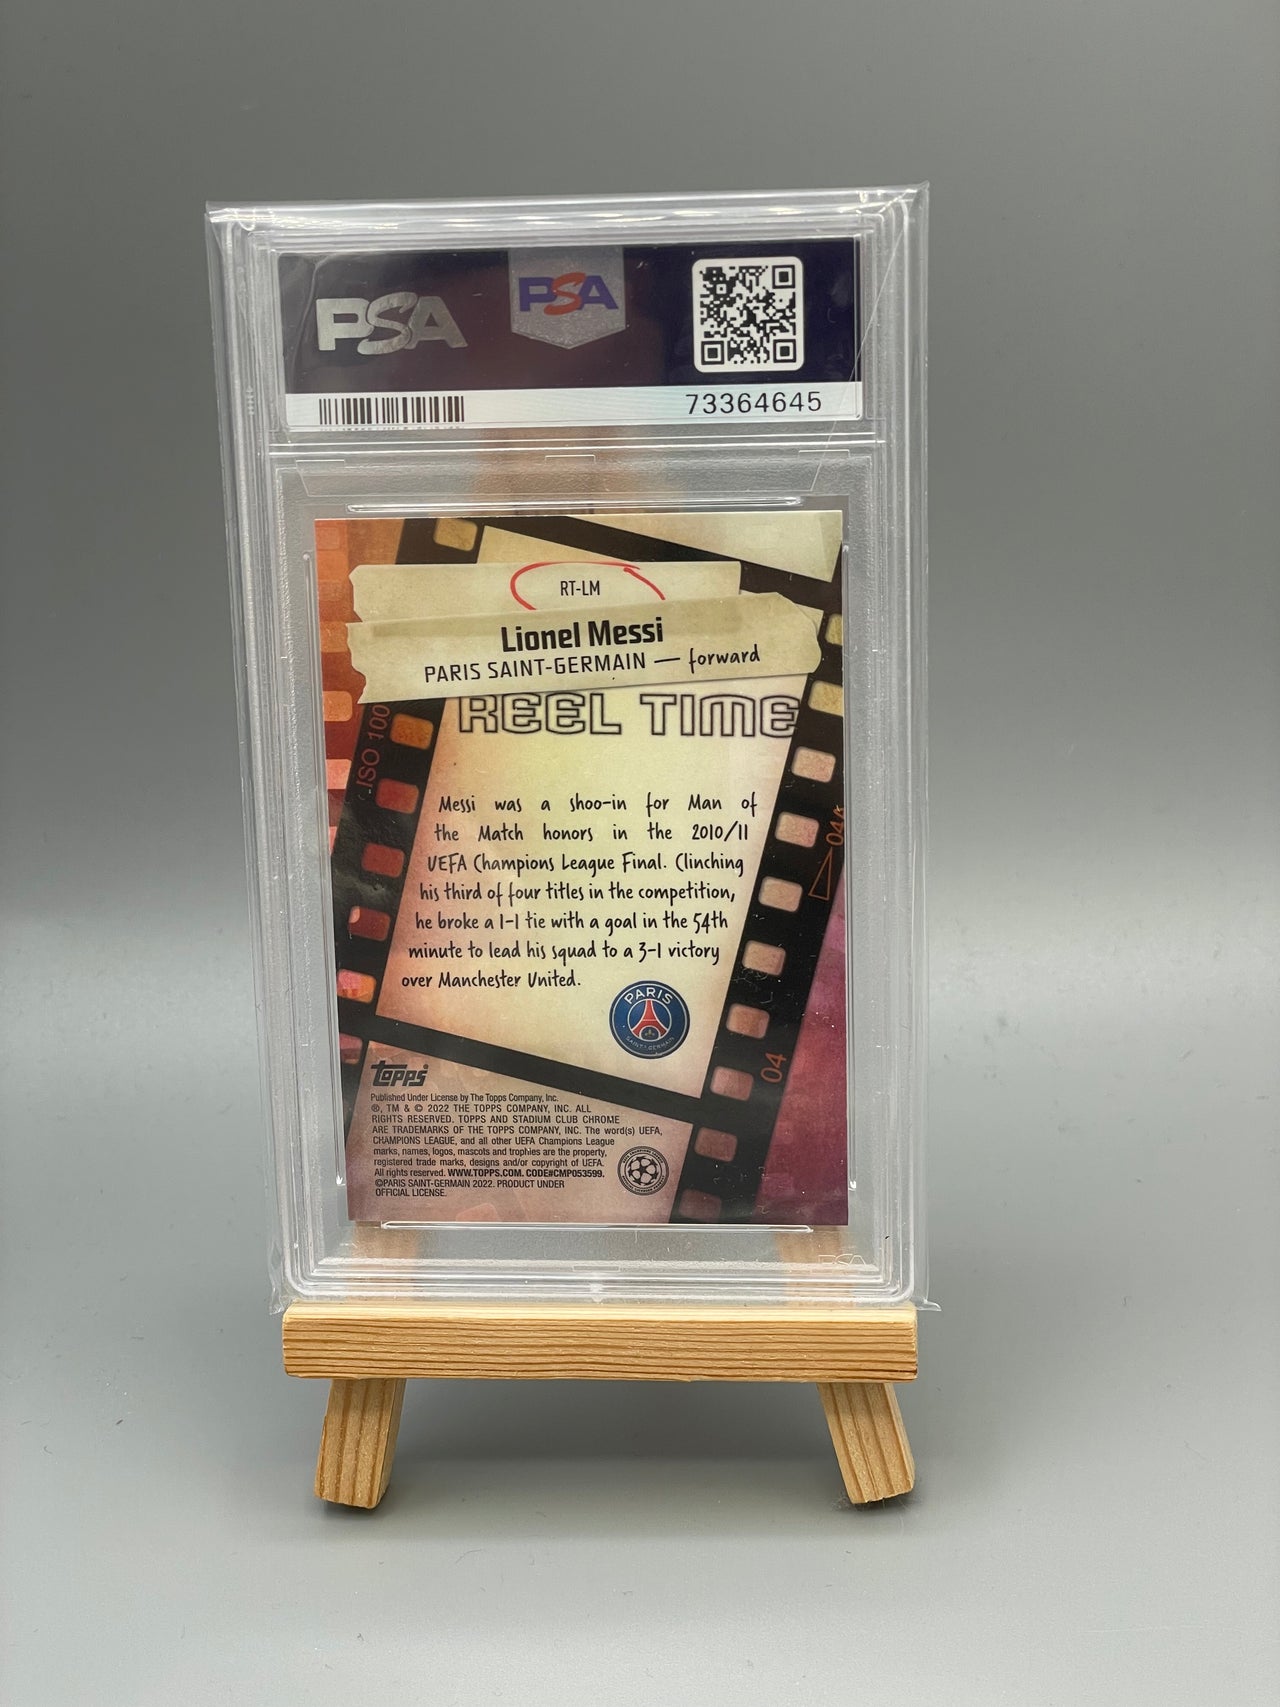 PSA
PSA
73364645
RT-LM
Lionel Messi
PARIS SAINT-GERMAIN — forward
REEL TIME
ISO 100
Messi was a shoo-in for Man of
the Match honors in the 2010/11
UEFA Champions League Final. Clinching
his third of four titles in the competition,
he broke a 1-1 tie with a goal in the 54th
minute to lead his squad to a 3-1 victory
over Manchester United.
04A
PARIS
SAINT-GERMAIN
04
topps
Published Under License by The Topps Company, Inc.
®, TM & © 2022 THE TOPPS COMPANY, INC. ALL
RIGHTS RESERVED. TOPPS AND STADIUM CLUB CHROME
ARE TRADEMARKS OF THE TOPPS COMPANY, INC. The word(s) UEFA,
CHAMPIONS LEAGUE, and all other UEFA Champions League
marks, names, logos, mascots and trophies are the property,
registered trade marks, designs and/or copyright of UEFA.
All rights reserved. WWW.TOPPS.COM. CODE#CMP053599.
©PARIS SAINT-GERMAIN 2022. PRODUCT UNDER
OFFICIAL LICENSE.
PSA